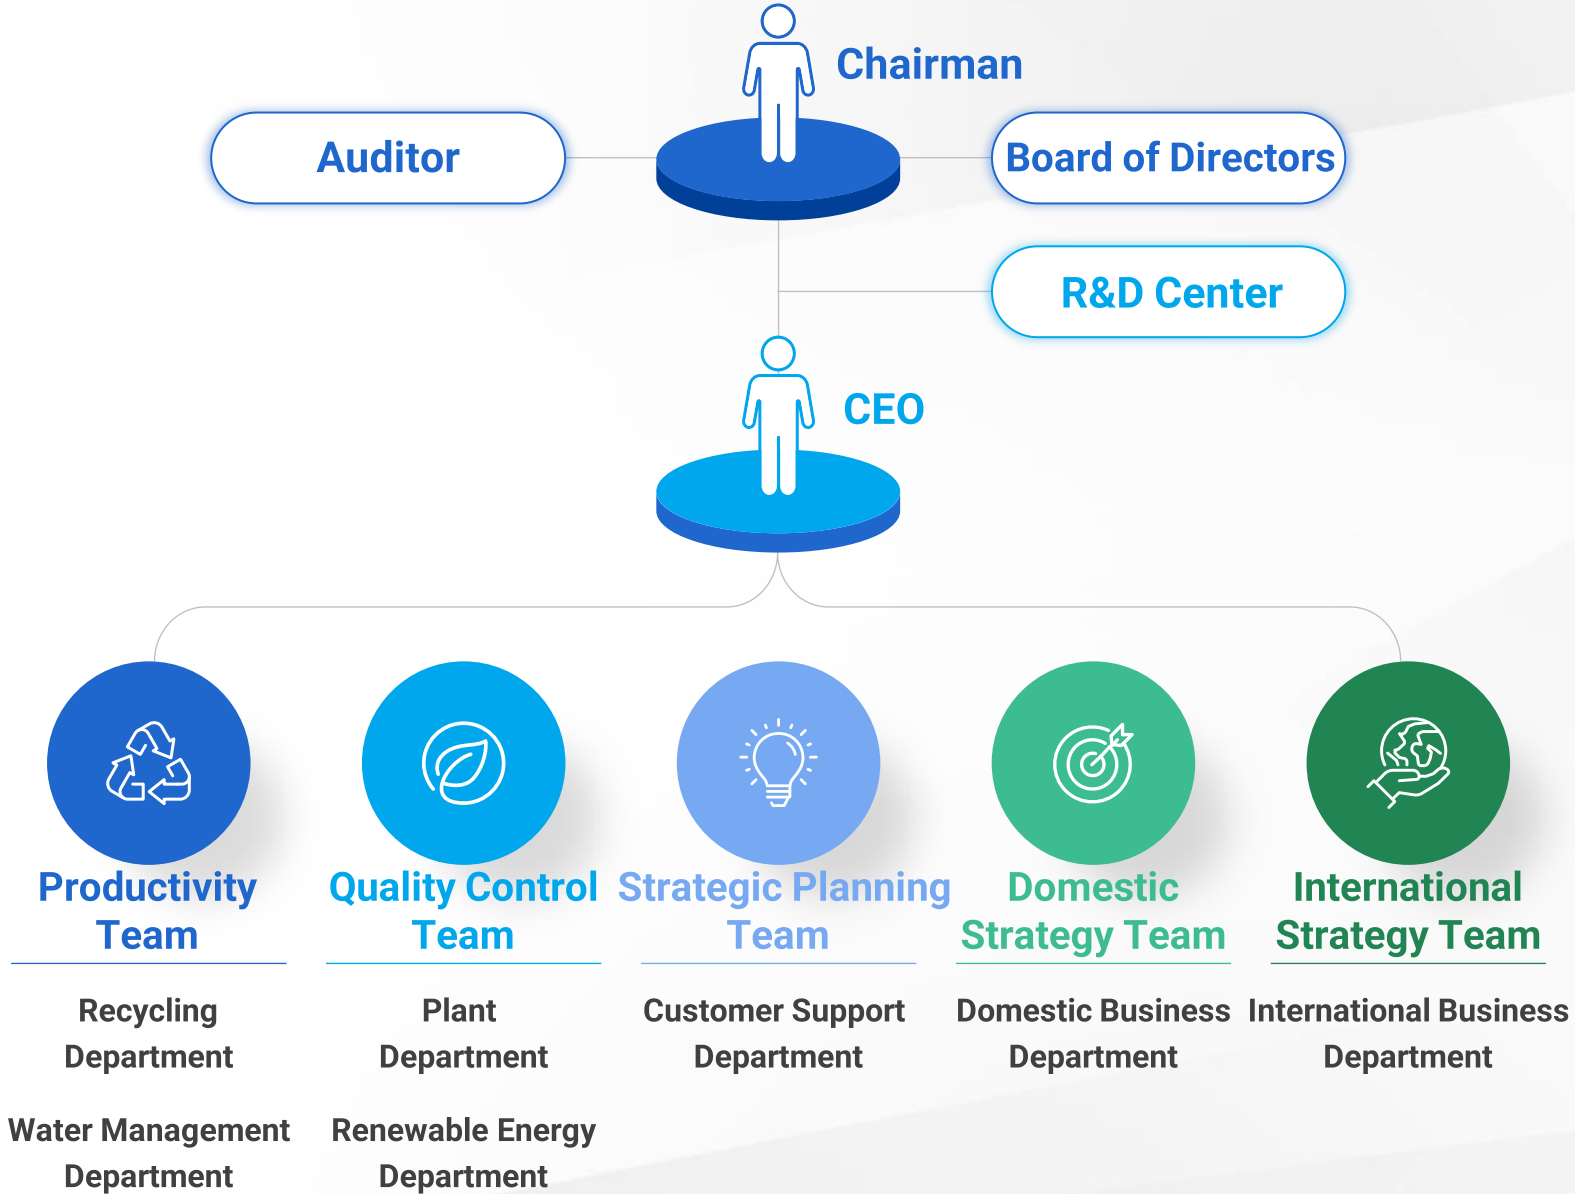 Chairman
Auditor
Board of Directors
R&D Center
CEO
Productivity
Team
Recycling
Department
Water Management
Department
Quality Control
Team
Plant
Department
Renewable Energy
Department
Strategic Planning
Team
Customer Support
Department
Domestic
Strategy Team
Domestic Business
Department
International
Strategy Team
International Business
Department